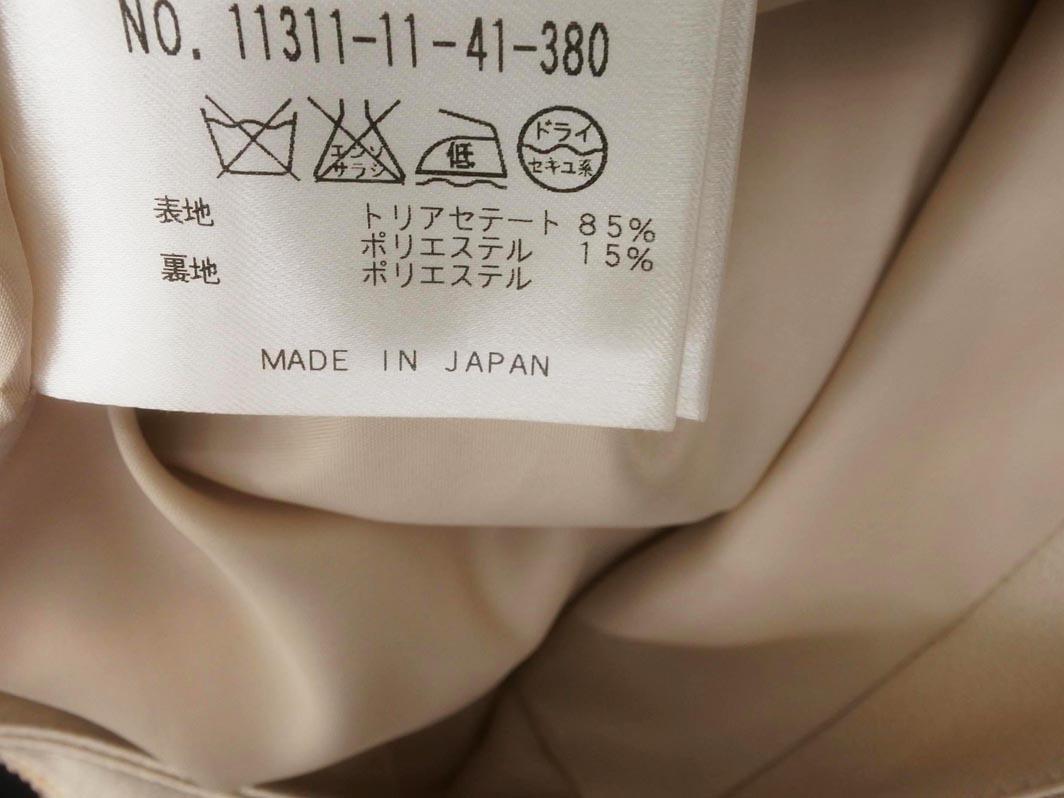 NO. 11311-11-41-380
エンソ サラシ 低 ドライ セキユ系
表地 トリアセテート 85%
ポリエステル 15%
裏地 ポリエステル
MADE IN JAPAN